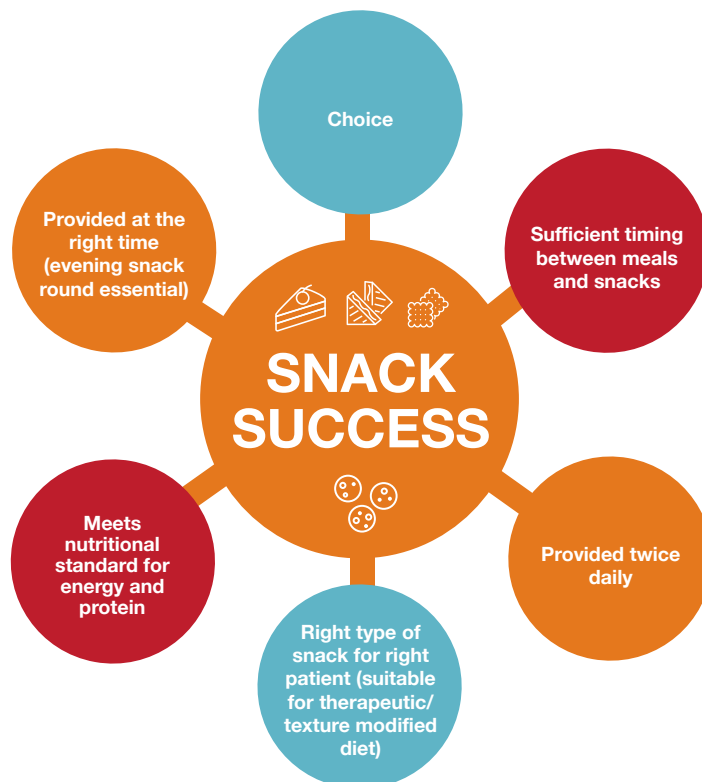 Choice
Provided at the
right time
(evening snack
round essential)
Sufficient timing
between meals
and snacks
SNACK
SUCCESS
Meets
nutritional
standard for
energy and
protein
Provided twice
daily
Right type of
snack for right
patient (suitable
for therapeutic/
texture modified
diet)